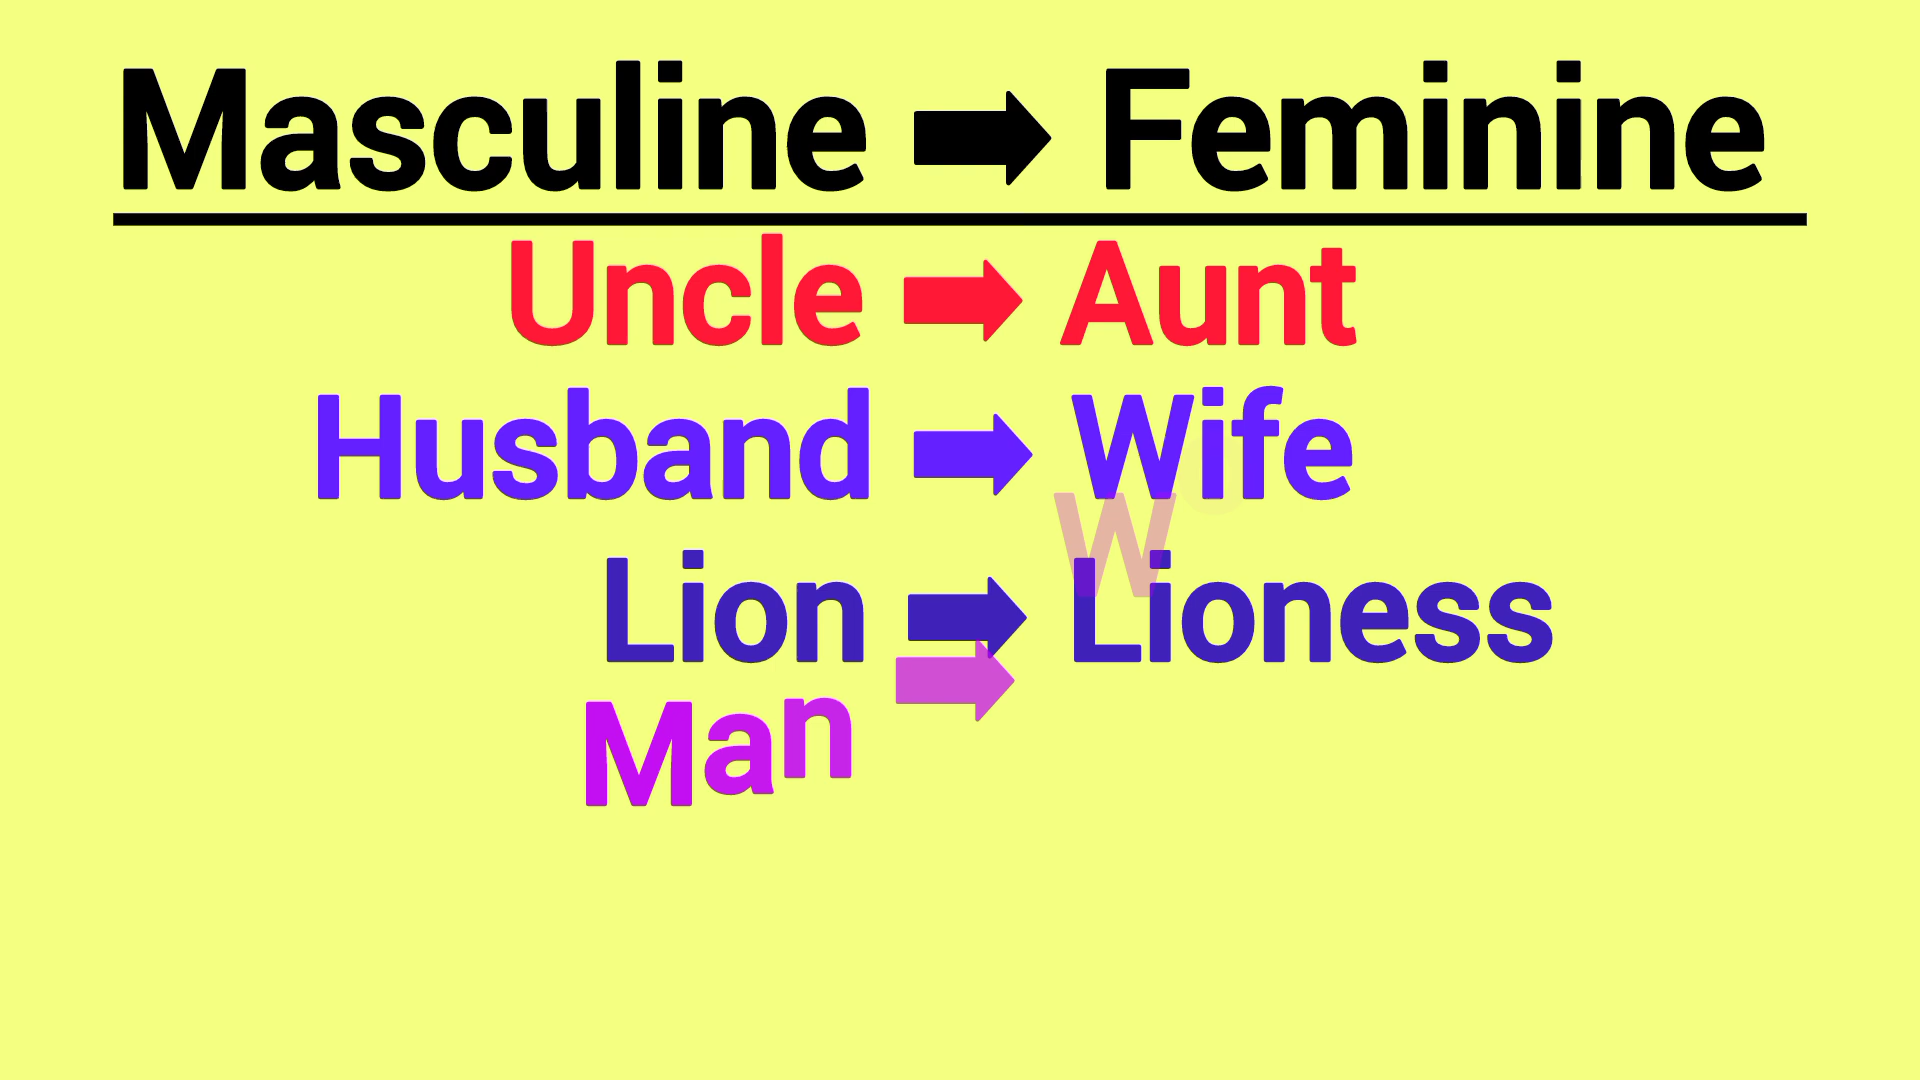 Masculine ➡ Feminine
Uncle ➡ Aunt
Husband ➡ Wife
Lion ➡ Lioness
Man ➡ W